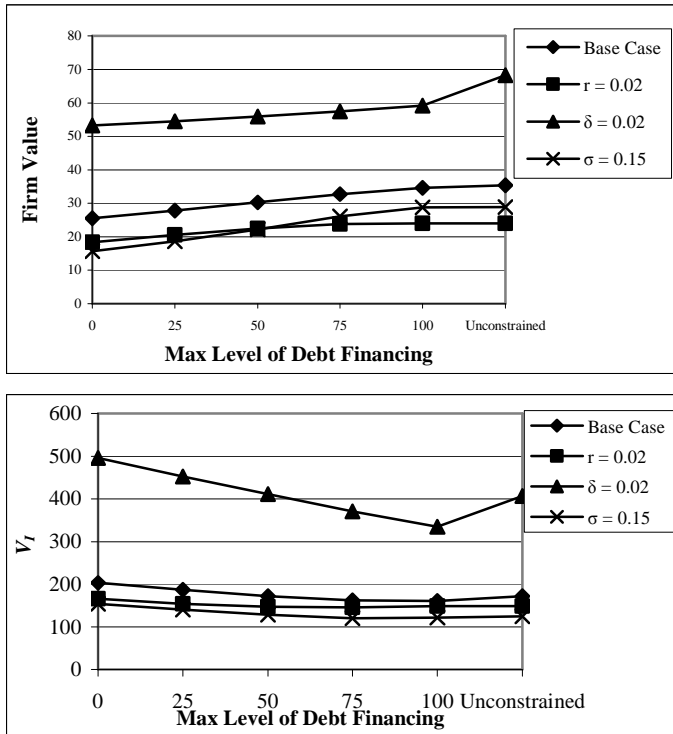 80
70
60
50
40
30
20
10
0
Firm Value
0 25 50 75 100 Unconstrained
Max Level of Debt Financing
Base Case
r = 0.02
δ = 0.02
σ = 0.15
600
500
400
300
200
100
0
V_I
0 25 50 75 100 Unconstrained
Max Level of Debt Financing
Base Case
r = 0.02
δ = 0.02
σ = 0.15